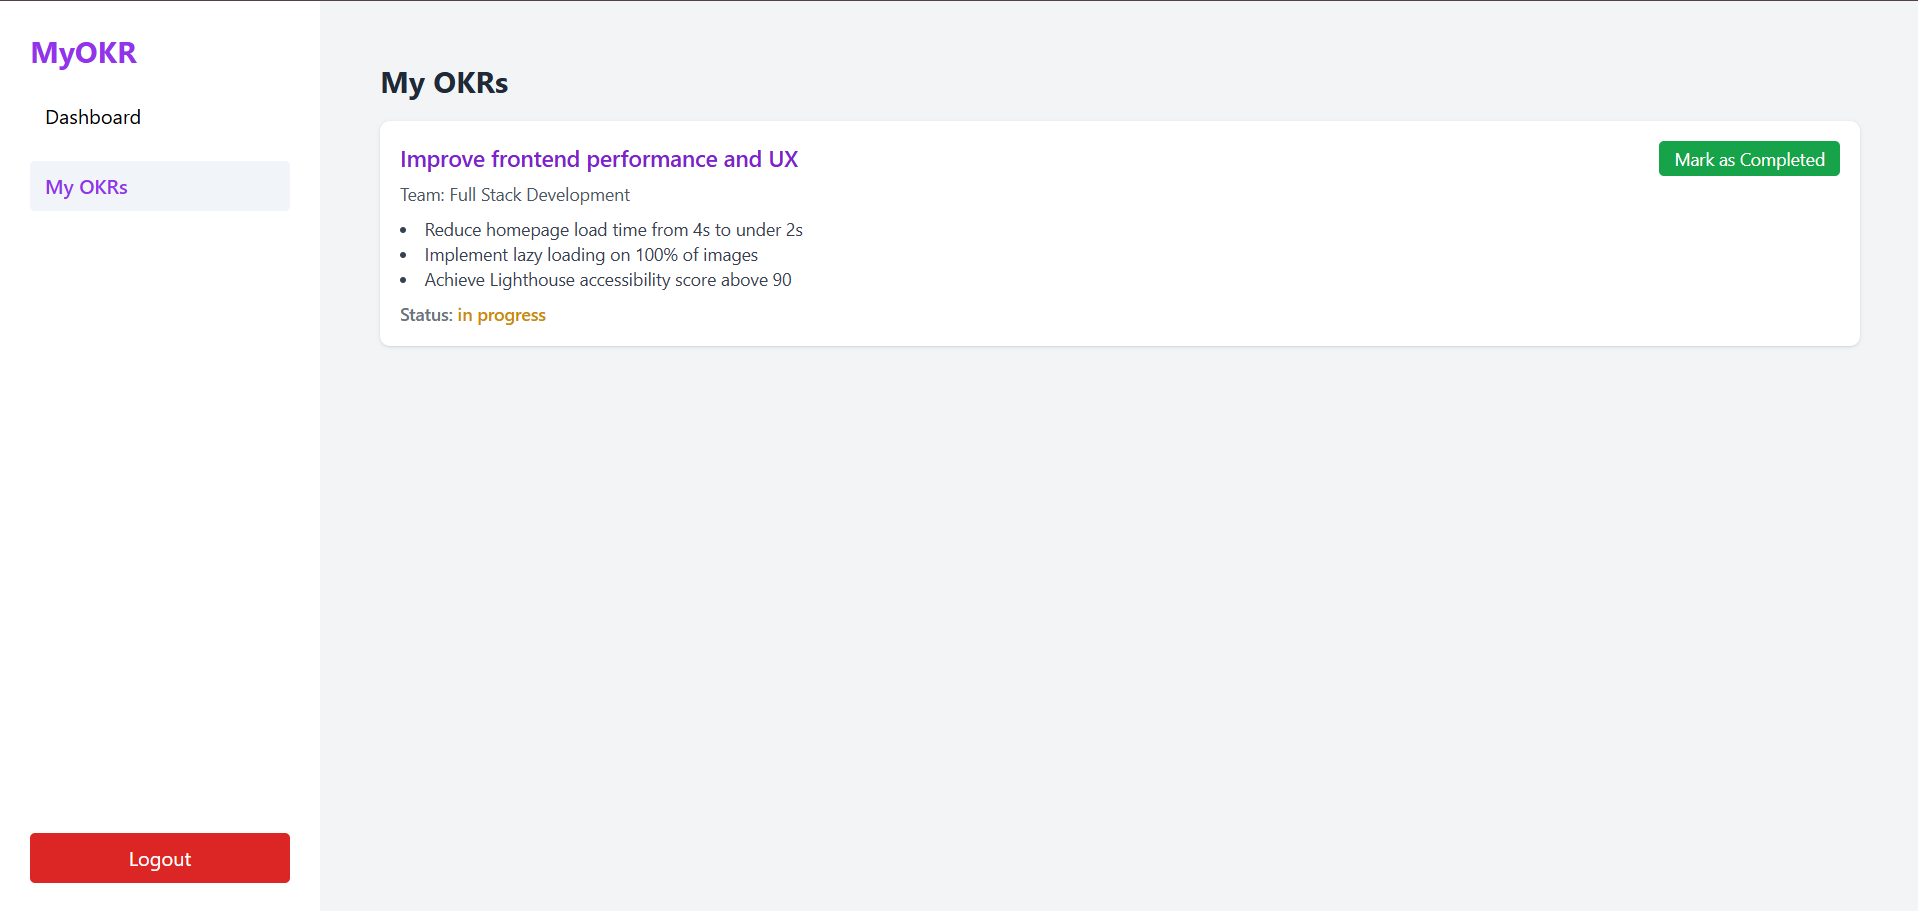 MyOKR
Dashboard
My OKRs
Logout
My OKRs
Improve frontend performance and UX
Mark as Completed
Team: Full Stack Development
• Reduce homepage load time from 4s to under 2s
• Implement lazy loading on 100% of images
• Achieve Lighthouse accessibility score above 90
Status: in progress